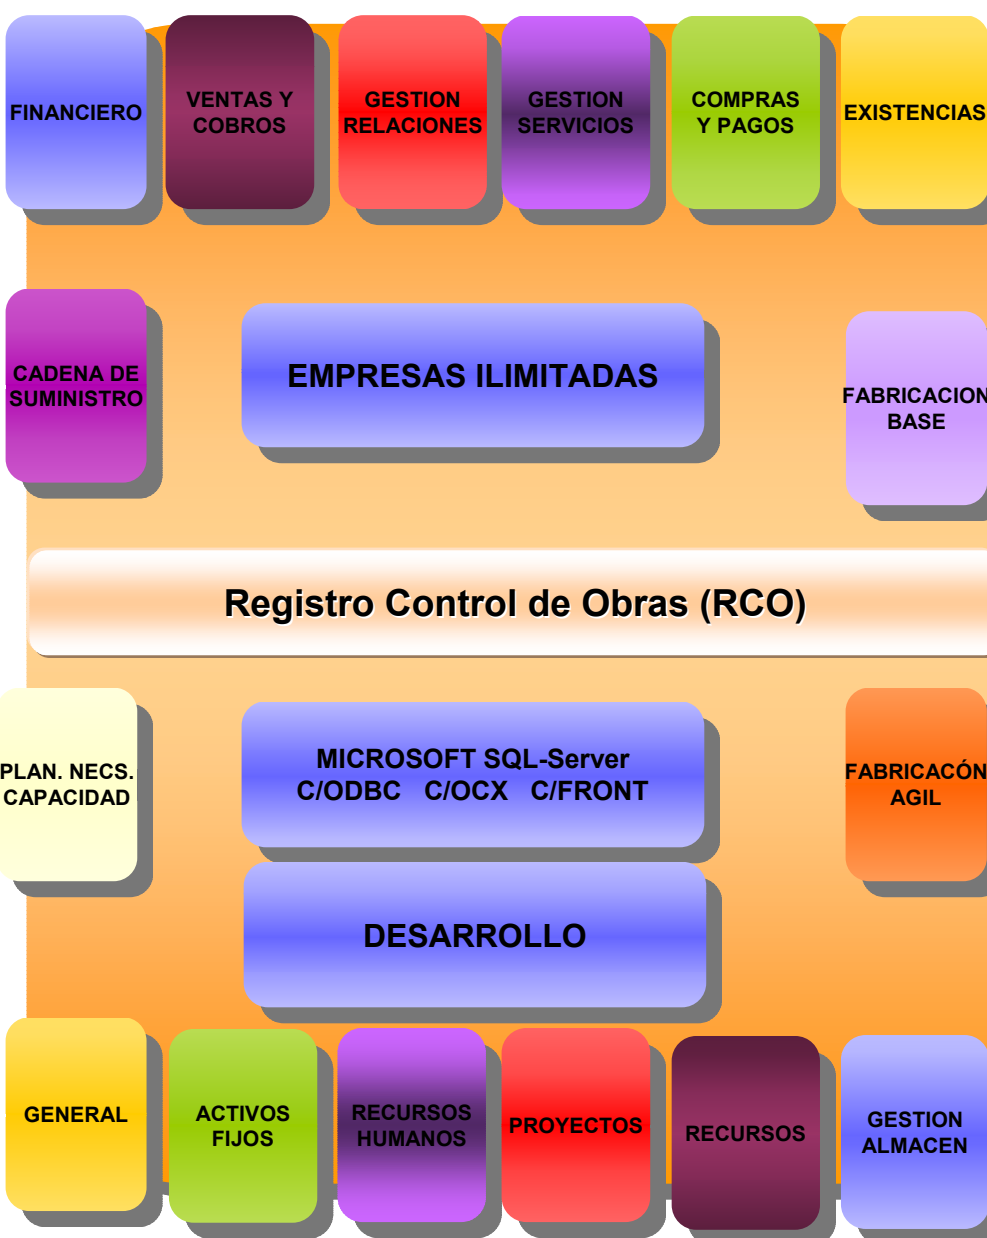 FINANCIERO
VENTAS Y
COBROS
GESTION
RELACIONES
GESTION
SERVICIOS
COMPRAS
Y PAGOS
EXISTENCIAS
CADENA DE
SUMINISTRO
EMPRESAS ILIMITADAS
FABRICACION
BASE
Registro Control de Obras (RCO)
PLAN. NECS.
CAPACIDAD
MICROSOFT SQL-Server
C/ODBC C/OCX C/FRONT
FABRICACÓN
AGIL
DESARROLLO
GENERAL
ACTIVOS
FIJOS
RECURSOS
HUMANOS
PROYECTOS
RECURSOS
GESTION
ALMACEN